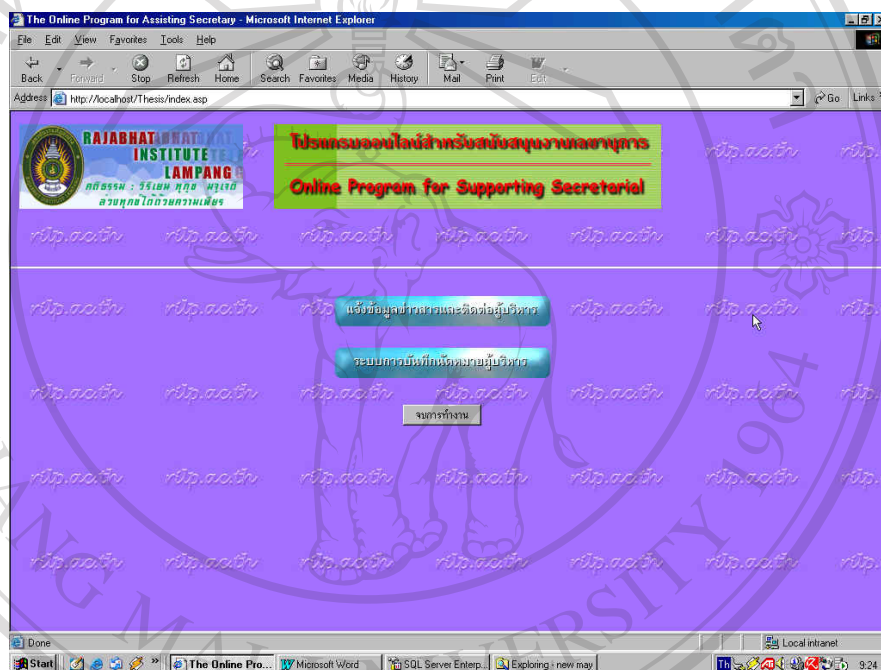 The Online Program for Assisting Secretary - Microsoft Internet Explorer
File Edit View Favorites Tools Help
Back Forward Stop Refresh Home Search Favorites Media History Mail Print Edit
Address http://localhost/Thesis/index.asp Go Links
RAJABHAT
INSTITUTE
LAMPANG
โปรแกรมออนไลน์สำหรับสนับสนุนงานเลขานุการ
Online Program for Supporting Secretarial
แจ้งข้อมูลข่าวสารและติดต่อผู้บริหาร
ระบบการบันทึกนัดหมายผู้บริหาร
จบการทำงาน
Done Local intranet
Start The Online Pro... Microsoft Word SQL Server Enterp... Exploring - new may Th 9:24